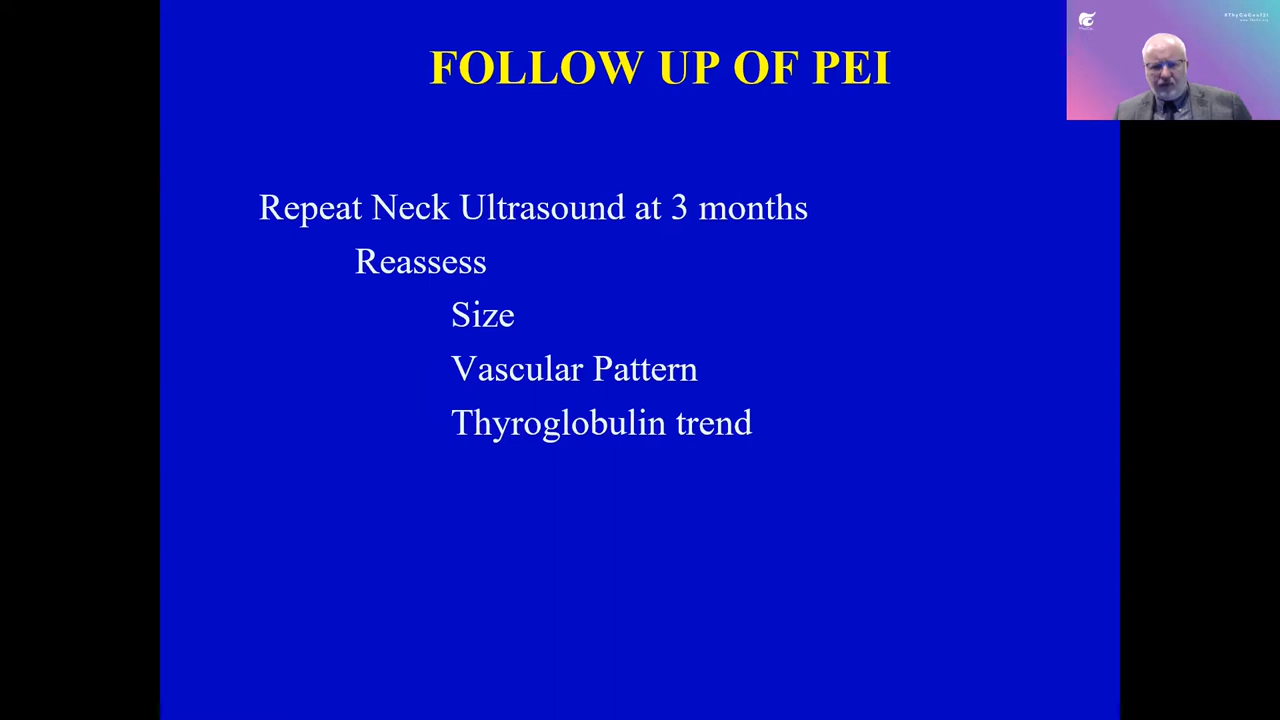 FOLLOW UP OF PEI
Repeat Neck Ultrasound at 3 months
Reassess
Size
Vascular Pattern
Thyroglobulin trend